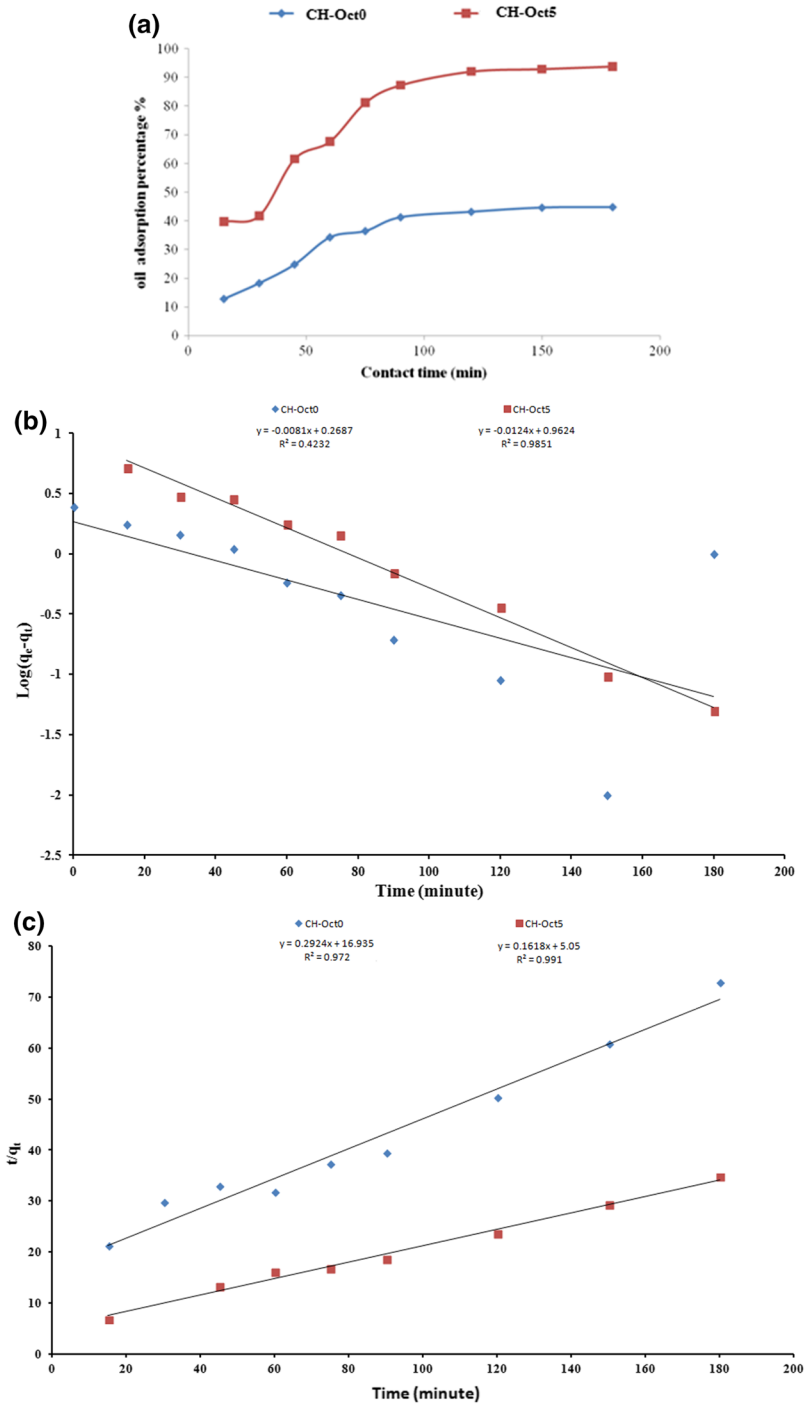 (a)
CH-Oct0 CH-Oct5
oil adsorption percentage %
100
90
80
70
60
50
40
30
20
10
0
0 50 100 150 200
Contact time (min)
(b)
CH-Oct0 CH-Oct5
y = -0.0081x + 0.2687 y = -0.0124x + 0.9624
R² = 0.4232 R² = 0.9851
Log(qe-qt)
1
0.5
0
-0.5
-1
-1.5
-2
-2.5
0 20 40 60 80 100 120 140 160 180 200
Time (minute)
(c)
CH-Oct0 CH-Oct5
y = 0.2924x + 16.935 y = 0.1618x + 5.05
R² = 0.972 R² = 0.991
t/qt
80
70
60
50
40
30
20
10
0
0 20 40 60 80 100 120 140 160 180 200
Time (minute)